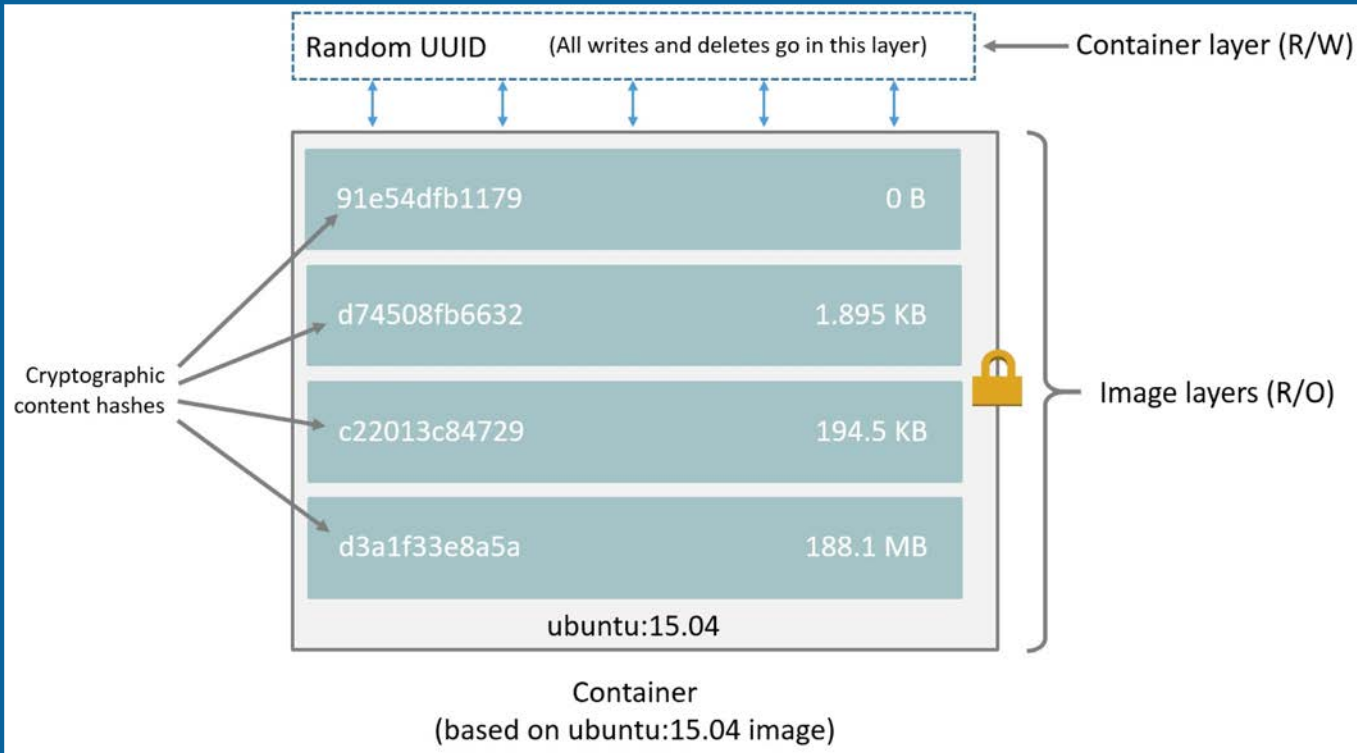 Random UUID (All writes and deletes go in this layer)
Container layer (R/W)
91e54dfb1179 0 B
d74508fb6632 1.895 KB
Cryptographic
content hashes
Image layers (R/O)
c22013c84729 194.5 KB
d3a1f33e8a5a 188.1 MB
ubuntu:15.04
Container
(based on ubuntu:15.04 image)